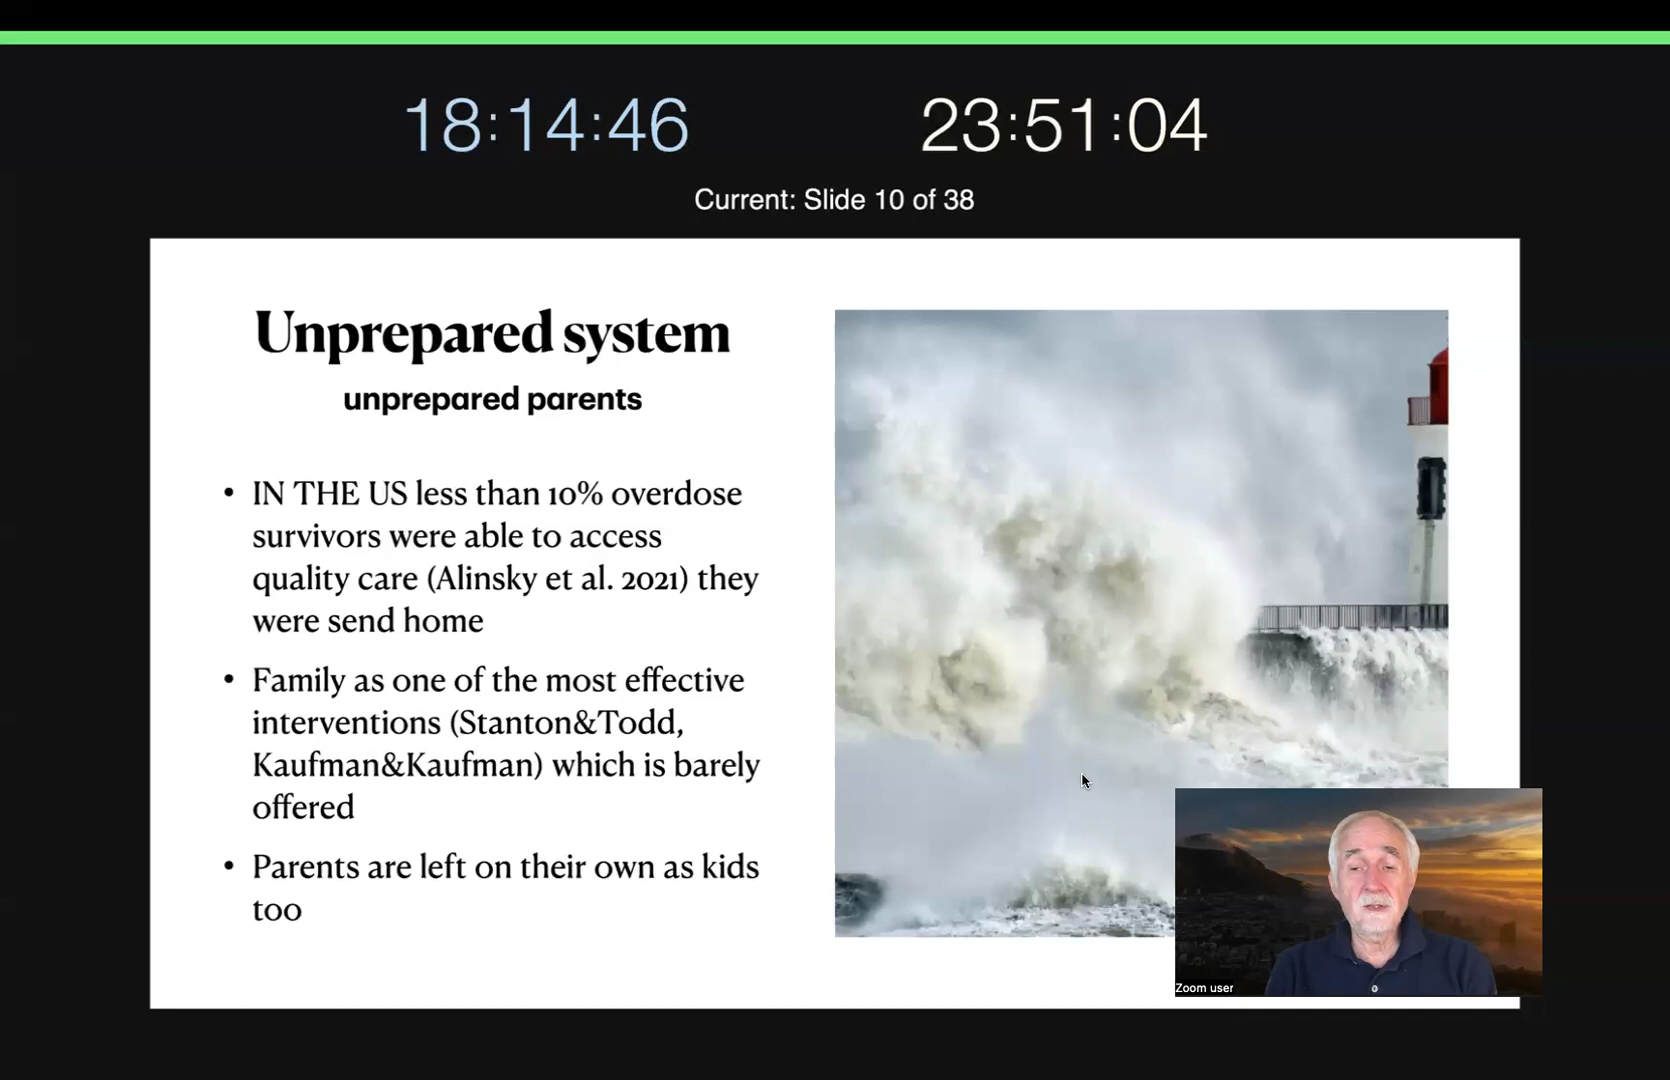 18:14:46
23:51:04
Current: Slide 10 of 38
Unprepared system
unprepared parents
• IN THE US less than 10% overdose
survivors were able to access
quality care (Alinsky et al. 2021) they
were send home
• Family as one of the most effective
interventions (Stanton&Todd,
Kaufman&Kaufman) which is barely
offered
• Parents are left on their own as kids
too
Zoom user